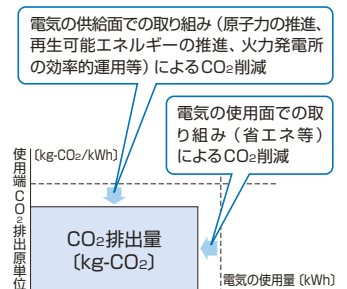 電気の供給面での取り組み（原子力の推進、
再生可能エネルギーの推進、火力発電所
の効率的運用等）によるCO₂削減
電気の使用面での取
り組み（省エネ等）
によるCO₂削減
使用端CO₂排出原単位
〔kg-CO₂/kWh〕
CO₂排出量
〔kg-CO₂〕
電気の使用量〔kWh〕